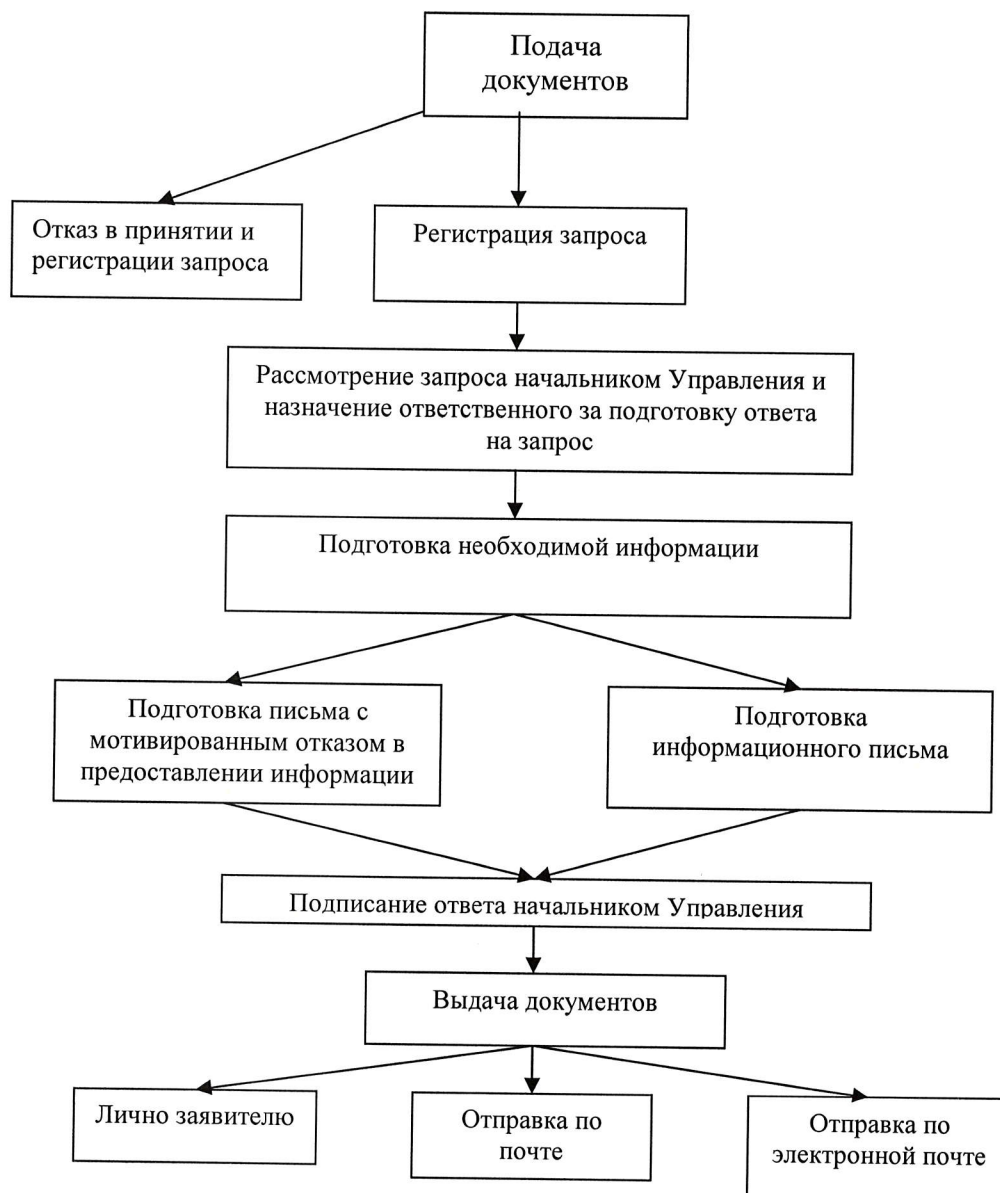 Подача
документов
Отказ в принятии и
регистрации запроса
Регистрация запроса
Рассмотрение запроса начальником Управления и
назначение ответственного за подготовку ответа
на запрос
Подготовка необходимой информации
Подготовка письма с
мотивированным отказом в
предоставлении информации
Подготовка
информационного письма
Подписание ответа начальником Управления
Выдача документов
Лично заявителю
Отправка по
почте
Отправка по
электронной почте